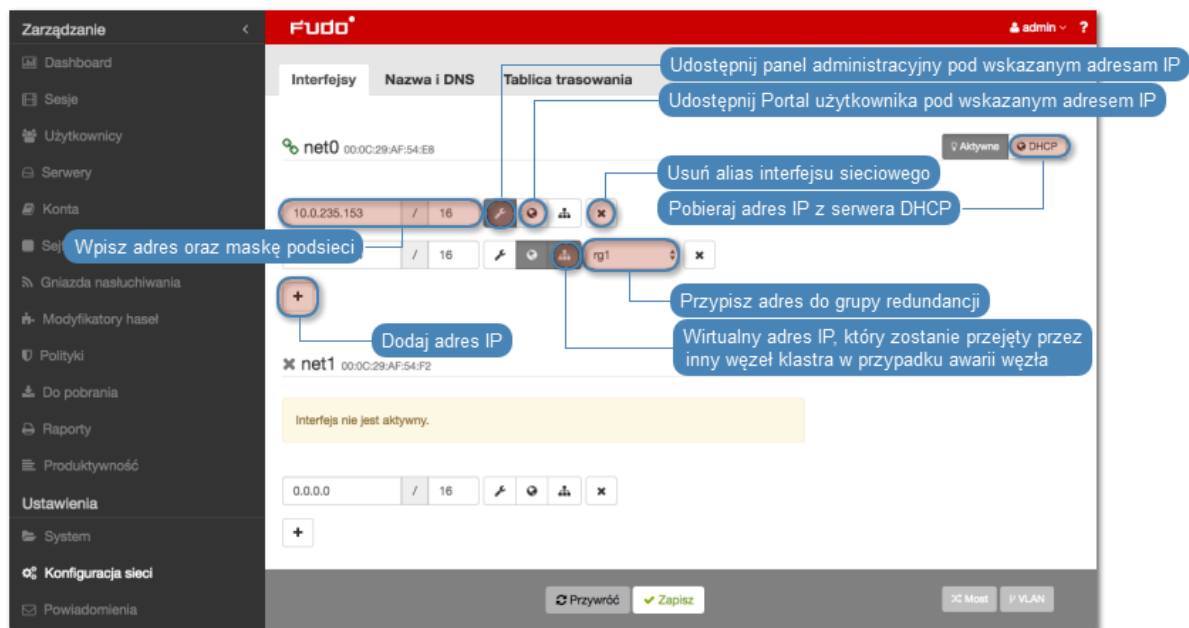 Zarządzanie
Fudo
admin
?
Dashboard
Sesje
Użytkownicy
Serwery
Konta
Sej
Gniazda nasłuchiwania
Modyfikatory haseł
Polityki
Do pobrania
Raporty
Produktywność
Ustawienia
System
Konfiguracja sieci
Powiadomienia
Interfejsy Nazwa i DNS Tablica trasowania
Udostępnij panel administracyjny pod wskazanym adresam IP
Udostępnij Portal użytkownika pod wskazanym adresem IP
net0 00:0C:29:AF:54:E8
Aktywne DHCP
Usuń alias interfejsu sieciowego
Pobieraj adres IP z serwera DHCP
10.0.235.153 / 16
Wpisz adres oraz maskę podsieci
/ 16 rg1
Przypisz adres do grupy redundancji
+
Dodaj adres IP
Wirtualny adres IP, który zostanie przejęty przez
inny węzeł klastra w przypadku awarii węzła
net1 00:0C:29:AF:54:F2
Interfejs nie jest aktywny.
0.0.0.0 / 16
+
Przywróć Zapisz
Most VLAN